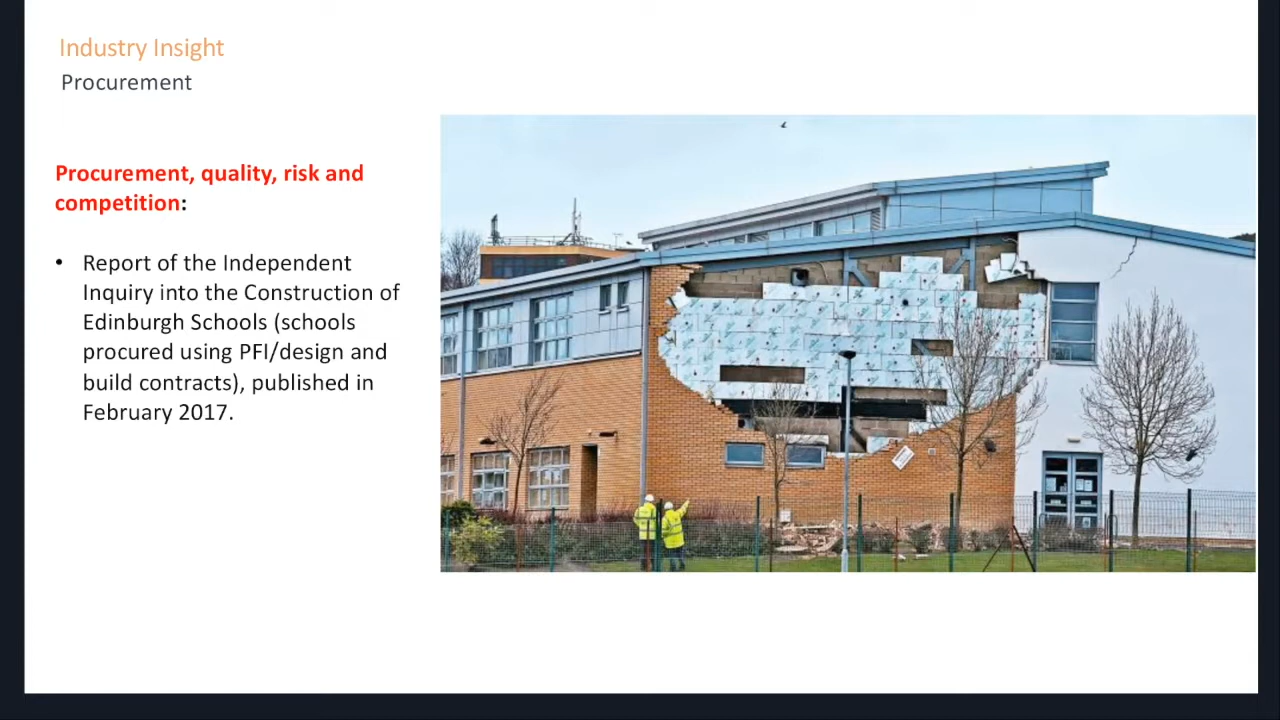 Industry Insight
Procurement
Procurement, quality, risk and
competition:
• Report of the Independent
Inquiry into the Construction of
Edinburgh Schools (schools
procured using PFI/design and
build contracts), published in
February 2017.